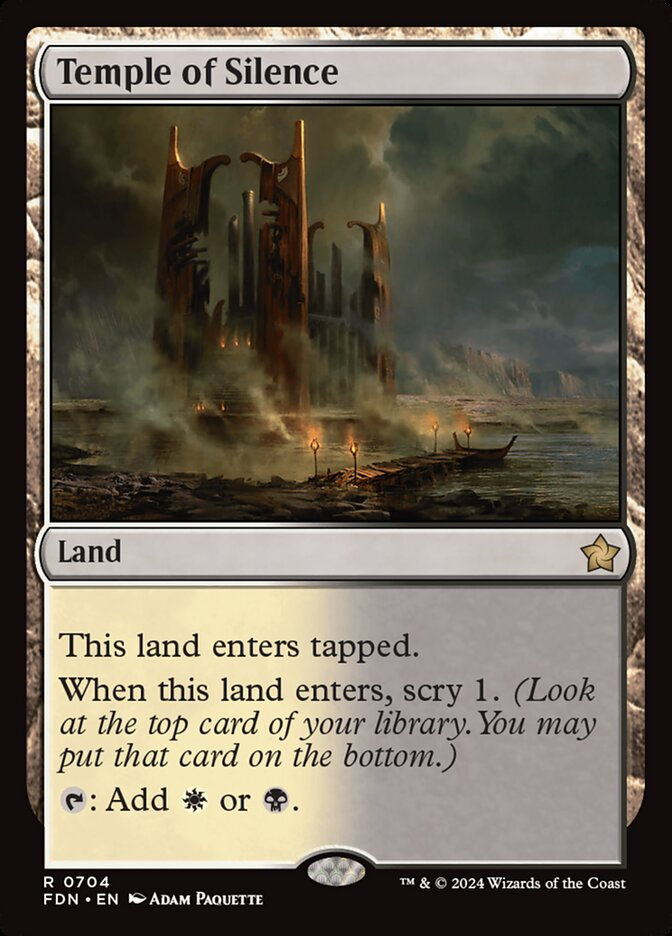 Temple of Silence
Land
This land enters tapped.
When this land enters, scry 1. (Look
at the top card of your library. You may
put that card on the bottom.)
: Add or .
R 0704
FDN • EN Adam Paquette
™ & © 2024 Wizards of the Coast